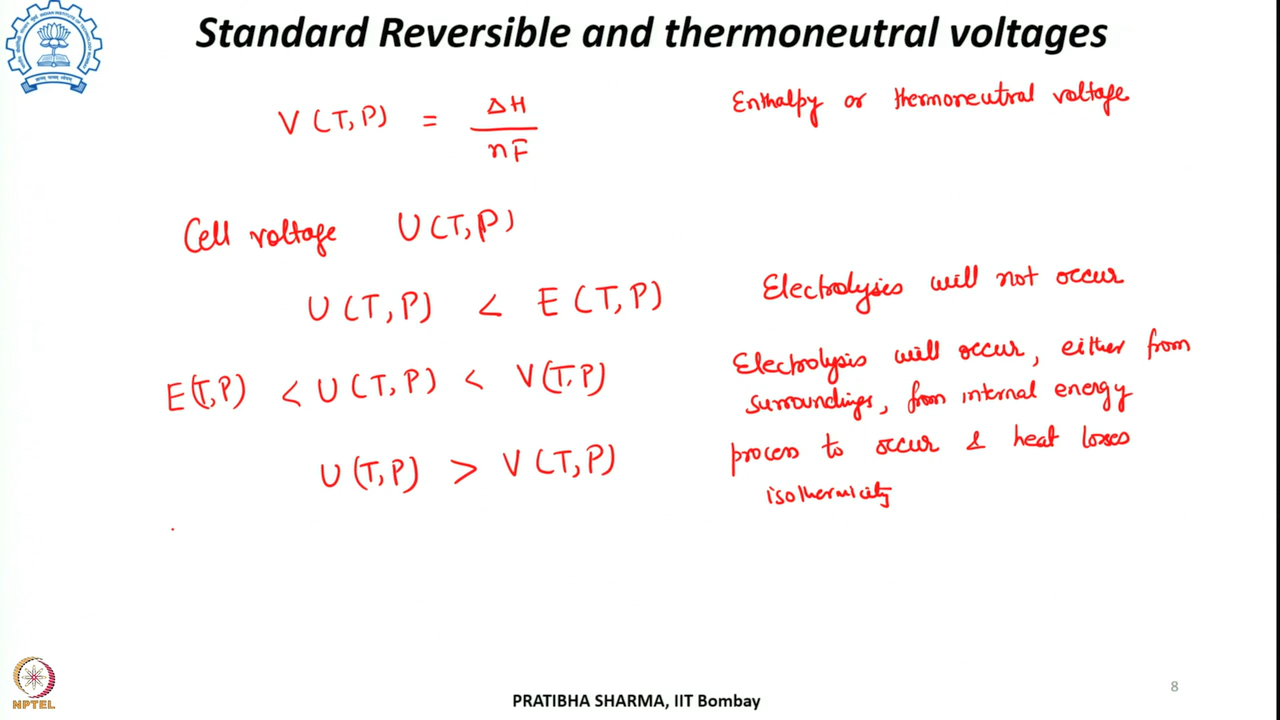 Standard Reversible and thermoneutral voltages
V (T,P) = ΔH / nF
Enthalpy or thermoneutral voltage
Cell voltage U(T,P)
U (T,P) < E (T,P)
Electrolysis will not occur
E(T,P) < U (T,P) < V(T,P)
Electrolysis will occur, either from
surroundings, from internal energy
U (T,P) > V (T,P)
process to occur & heat losses
isothermicity
NPTEL
PRATIBHA SHARMA, IIT Bombay
8